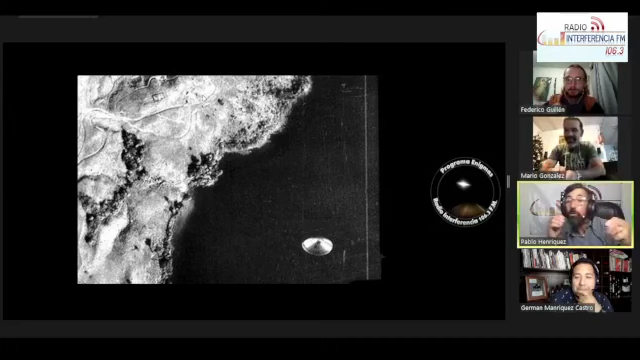 RADIO
INTERFERENCIA FM
106.3
Federico Guillén
Mario Gonzalez
Programa Enigmas
Radio Interferencia 106.3 FM
Pablo Henriquez
German Manriquez Castro